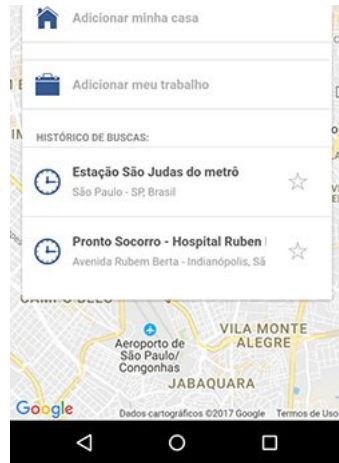 Adicionar minha casa
Adicionar meu trabalho
HISTÓRICO DE BUSCAS:
Estação São Judas do metrô
São Paulo - SP, Brasil
Pronto Socorro - Hospital Ruben
Avenida Rubem Berta - Indianópolis, Sã
CAMPO BELO
VILA MONTE
ALEGRE
Aeroporto de
São Paulo/
Congonhas
JABAQUARA
Google
Dados cartográficos ©2017 Google
Termos de Uso